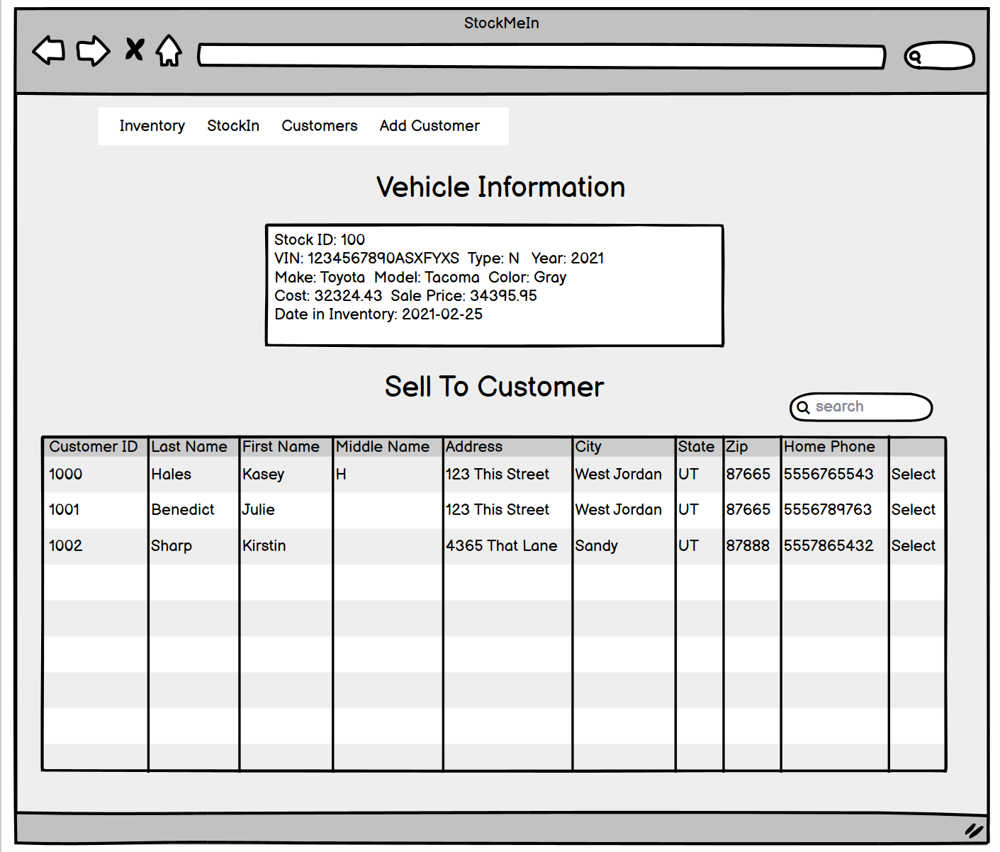 StockMeIn
Inventory StockIn Customers Add Customer
Vehicle Information
Stock ID: 100
VIN: 1234567890ASXFYXS Type: N Year: 2021
Make: Toyota Model: Tacoma Color: Gray
Cost: 32324.43 Sale Price: 34395.95
Date in Inventory: 2021-02-25
Sell To Customer
search
Customer ID Last Name First Name Middle Name Address City State Zip Home Phone
1000 Hales Kasey H 123 This Street West Jordan UT 87665 5556765543 Select
1001 Benedict Julie 123 This Street West Jordan UT 87665 5556789763 Select
1002 Sharp Kirstin 4365 That Lane Sandy UT 87888 5557865432 Select